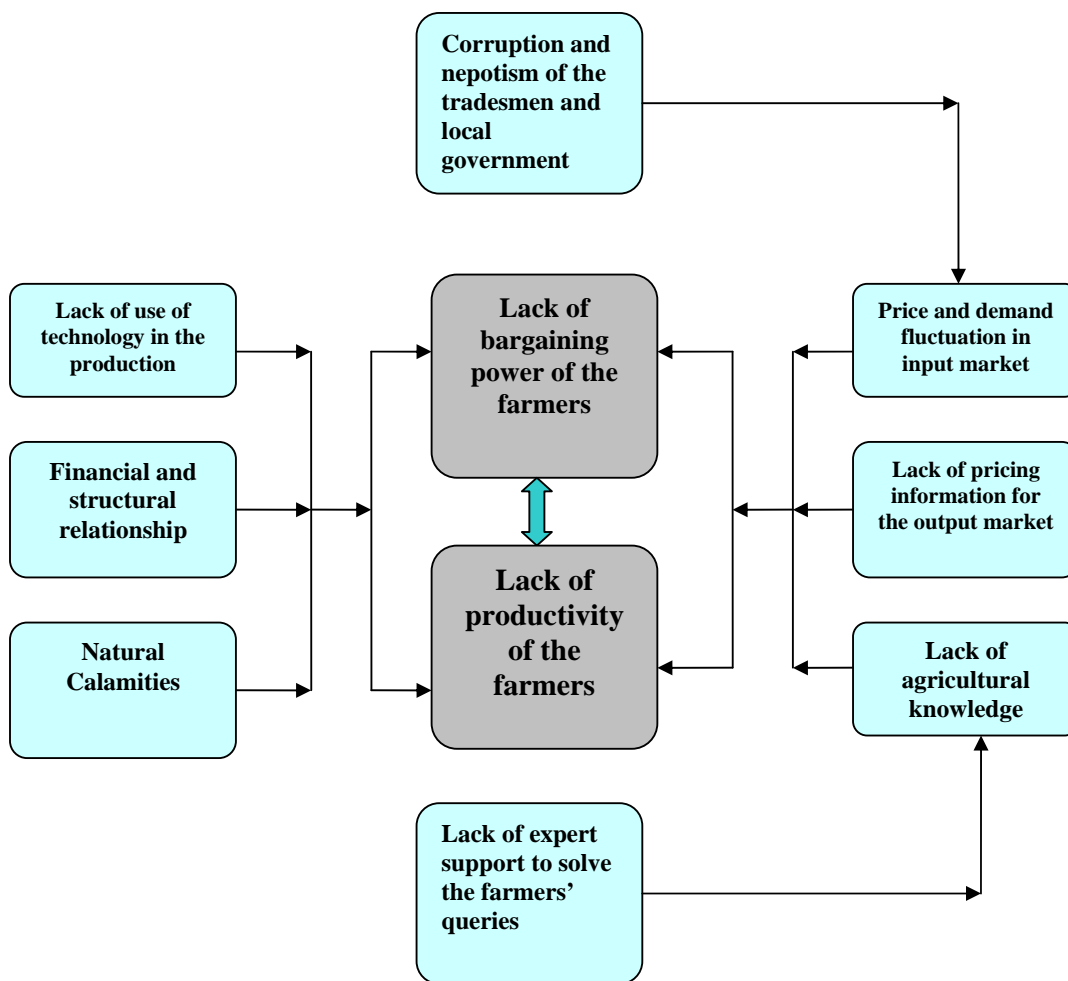 Corruption and
nepotism of the
tradesmen and
local
government
Lack of use of
technology in the
production
Lack of
bargaining
power of the
farmers
Price and demand
fluctuation in
input market
Financial and
structural
relationship
Lack of pricing
information for
the output market
Natural
Calamities
Lack of
productivity
of the
farmers
Lack of
agricultural
knowledge
Lack of expert
support to solve
the farmers’
queries